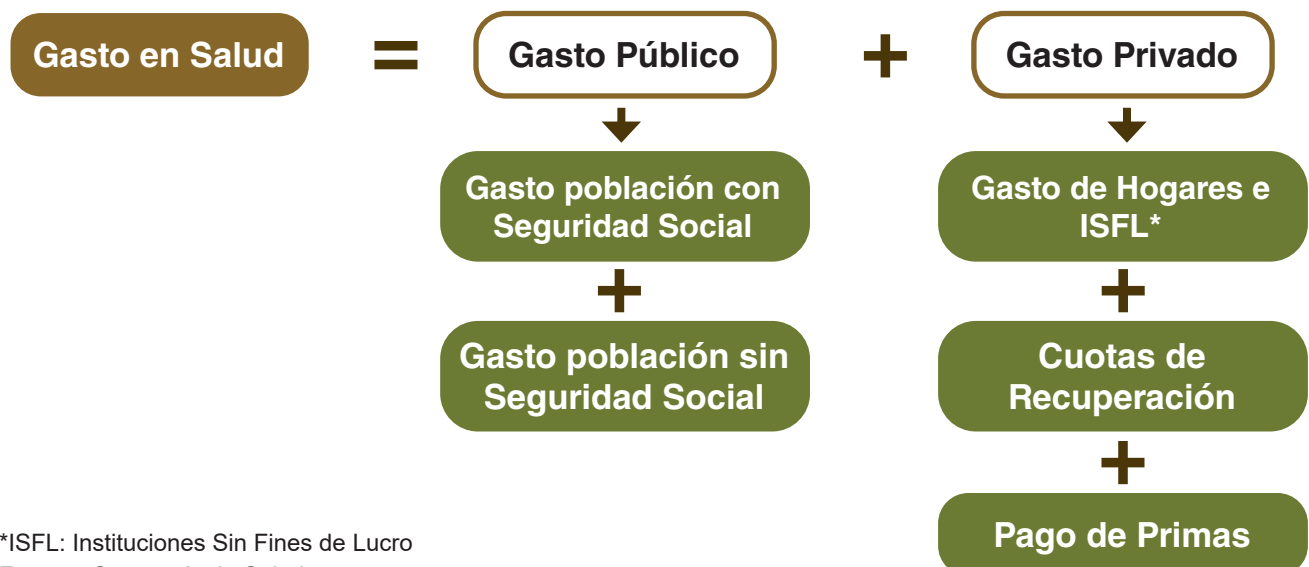 Gasto en Salud = Gasto Público + Gasto Privado
Gasto población con
Seguridad Social
+
Gasto población sin
Seguridad Social
Gasto de Hogares e
ISFL*
+
Cuotas de
Recuperación
+
Pago de Primas
*ISFL: Instituciones Sin Fines de Lucro